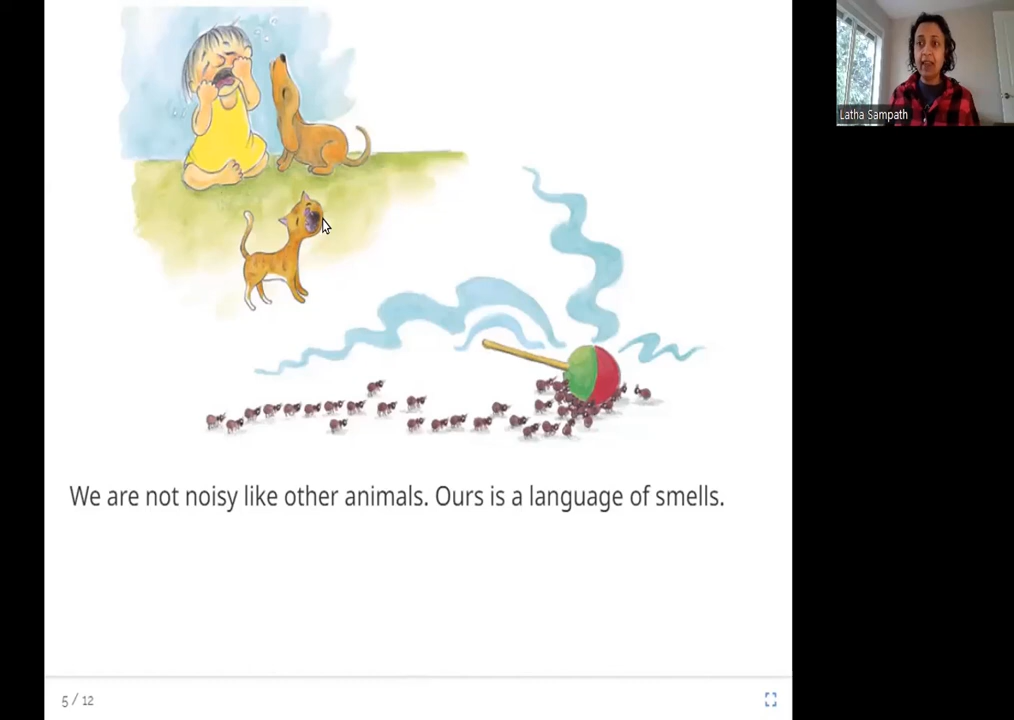 Latha Sampath
We are not noisy like other animals. Ours is a language of smells.
5 / 12